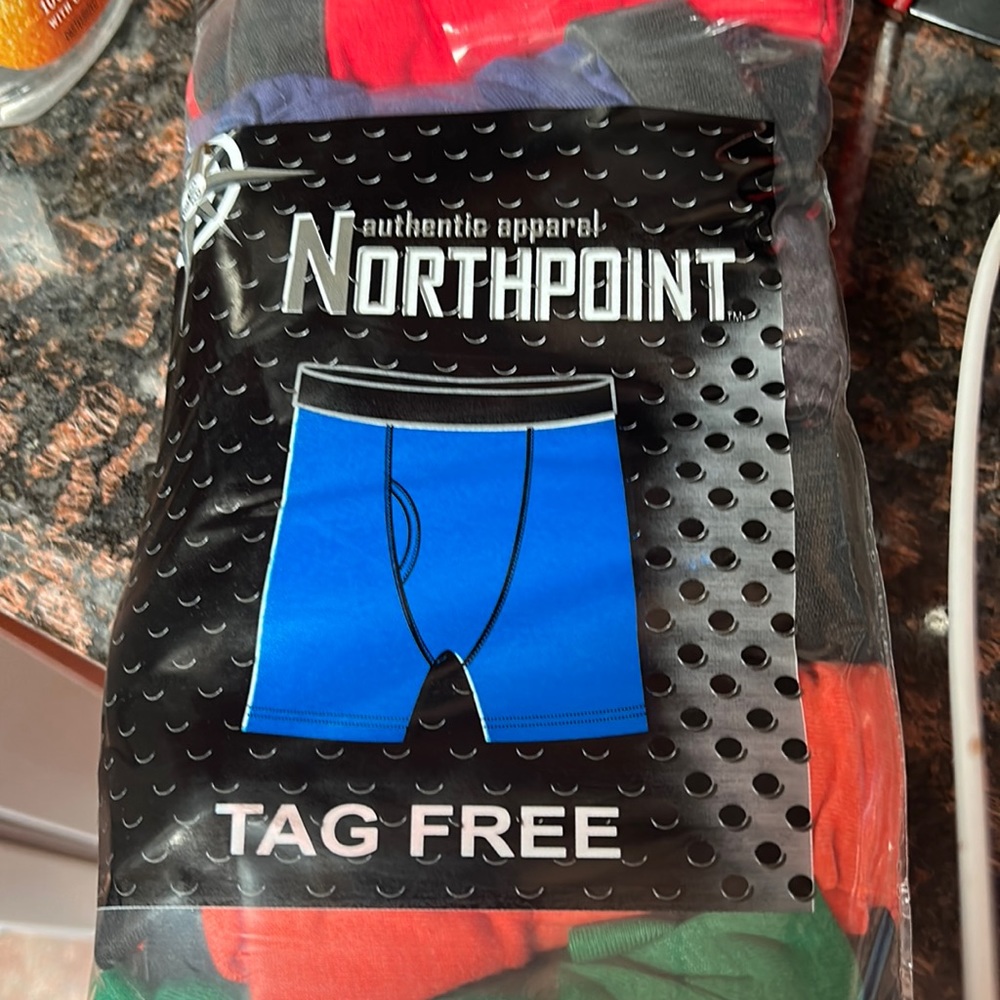 authentic apparel
NORTHPOINT
TAG FREE